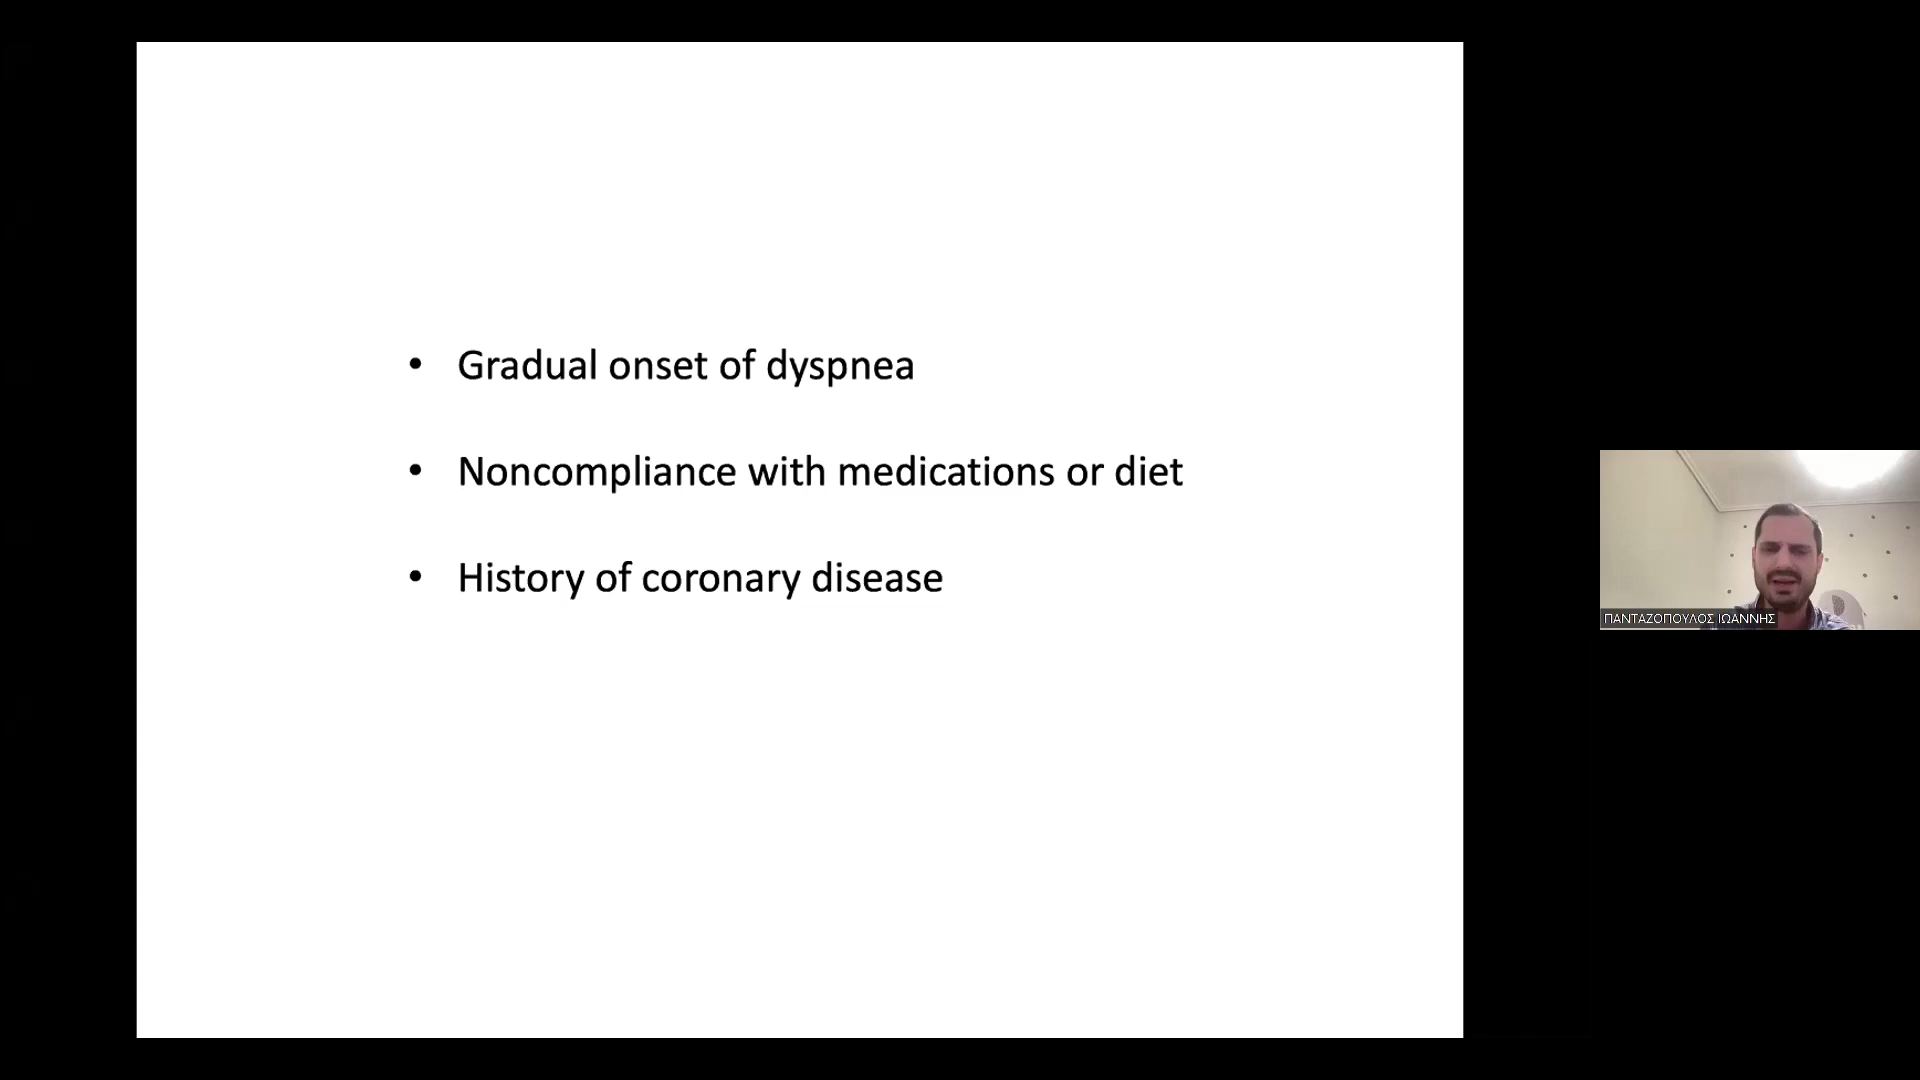 • Gradual onset of dyspnea
• Noncompliance with medications or diet
• History of coronary disease
ΠΑΝΤΑΖΟΠΟΥΛΟΣ ΙΩΑΝΝΗΣ